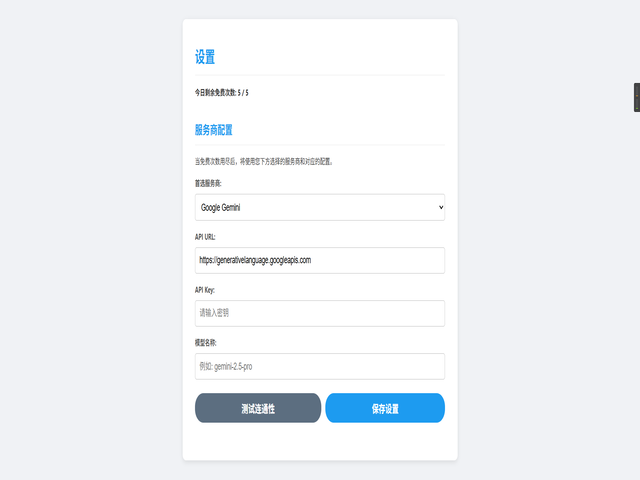 设置
今日剩余免费次数: 5 / 5
服务商配置
当免费次数用尽后，将使用您下方选择的服务商和对应的配置。
首选服务商:
Google Gemini
API URL:
https://generativelanguage.googleapis.com
API Key:
请输入密钥
模型名称:
例如: gemini-2.5-pro
测试连通性
保存设置